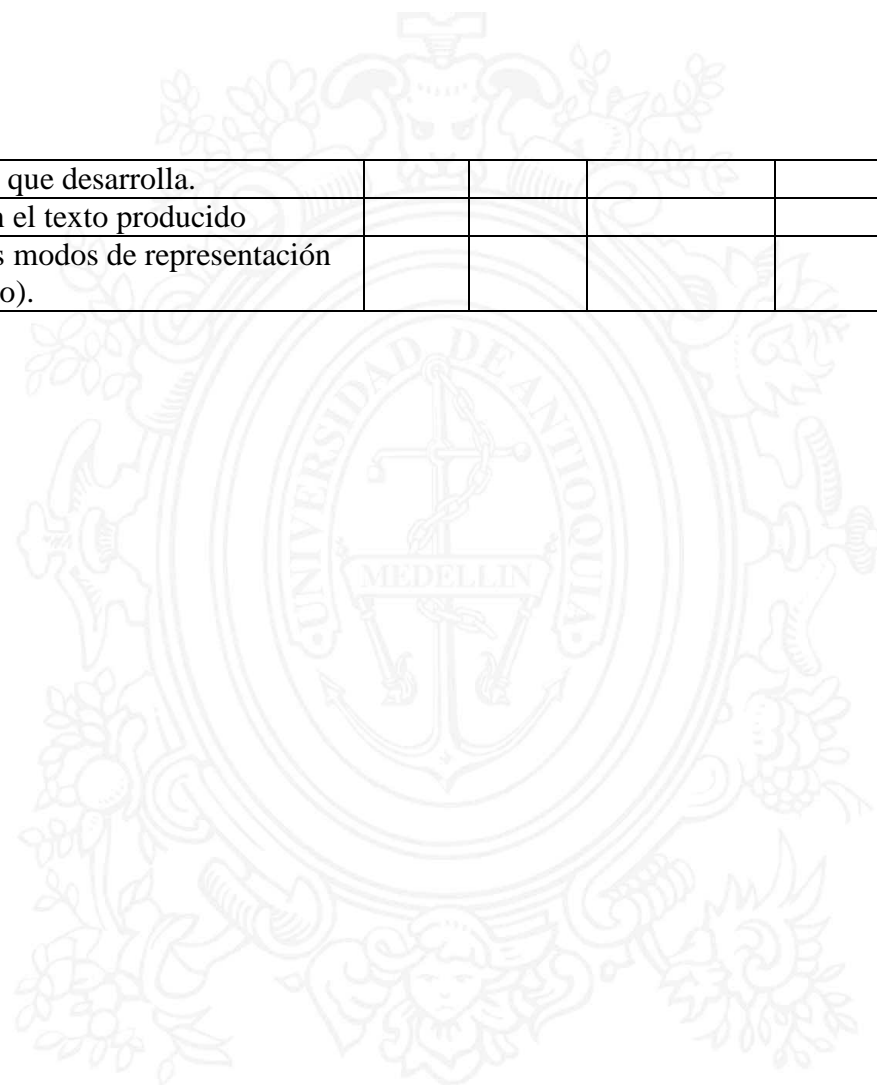 que desarrolla.
n el texto producido
s modos de representación
o).
UNIVERSIDAD DE ANTIOQUIA
MEDELLIN